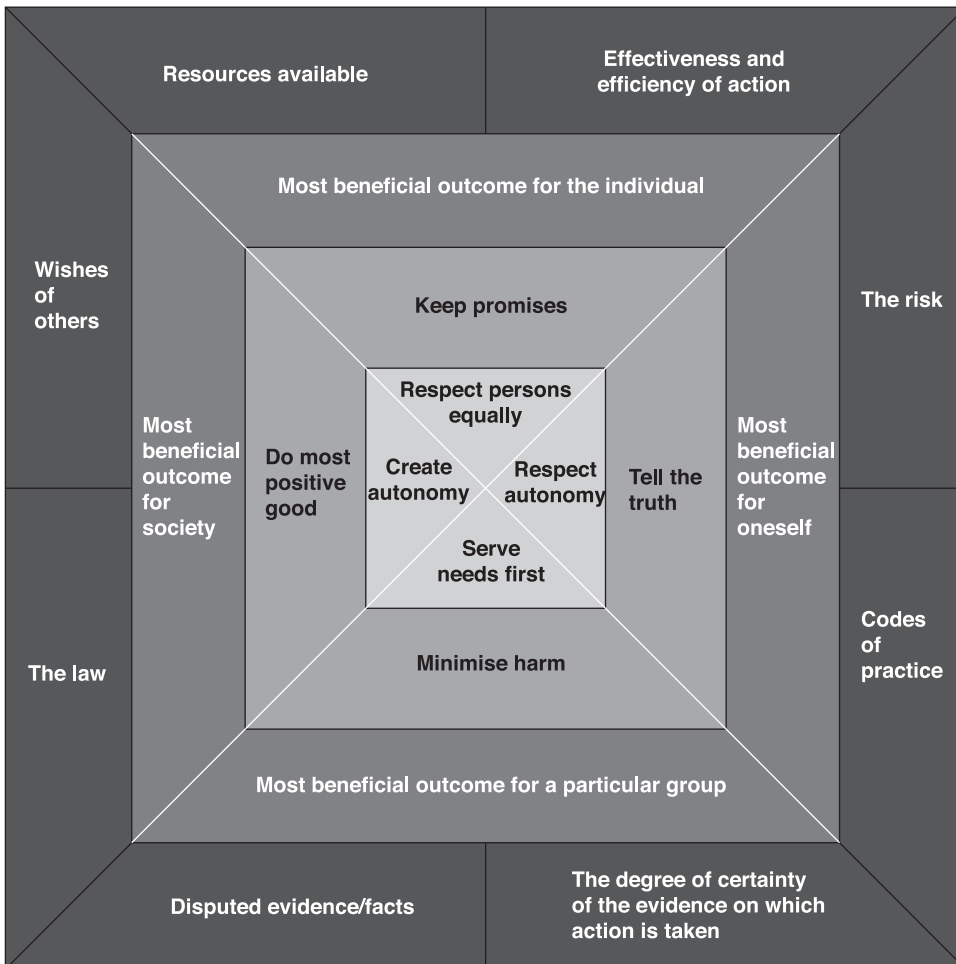 Resources available
Effectiveness and
efficiency of action
Most beneficial outcome for the individual
Wishes
of
others
The risk
Keep promises
Respect persons
equally
Most
beneficial
outcome
for
society
Do most
positive
good
Create
autonomy
Respect
autonomy
Tell the
truth
Most
beneficial
outcome
for
oneself
Serve
needs first
The law
Minimise harm
Codes
of
practice
Most beneficial outcome for a particular group
Disputed evidence/facts
The degree of certainty
of the evidence on which
action is taken